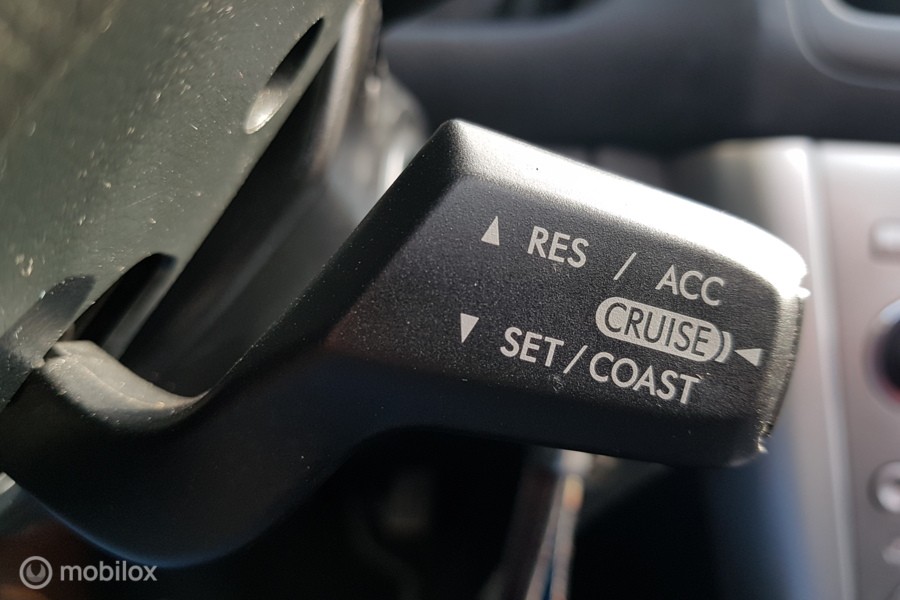 ▲ RES / ACC
CRUISE
▼ SET / COAST
mobilox